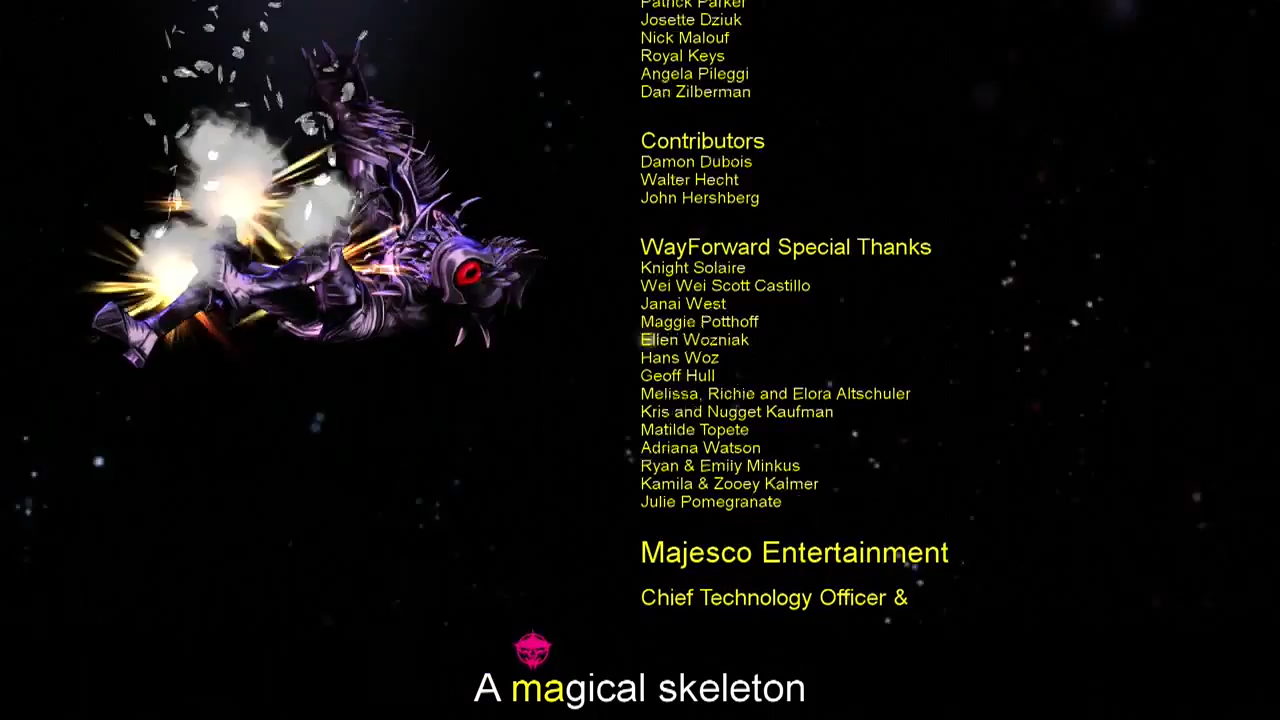 Patrick Parker
Josette Dziuk
Nick Malouf
Royal Keys
Angela Pileggi
Dan Zilberman
Contributors
Damon Dubois
Walter Hecht
John Hershberg
WayForward Special Thanks
Knight Solaire
Wei Wei Scott Castillo
Janai West
Maggie Potthoff
Ellen Wozniak
Hans Woz
Geoff Hull
Melissa, Richie and Elora Altschuler
Kris and Nugget Kaufman
Matilde Topete
Adriana Watson
Ryan & Emily Minkus
Kamila & Zooey Kalmer
Julie Pomegranate
Majesco Entertainment
Chief Technology Officer &
A magical skeleton